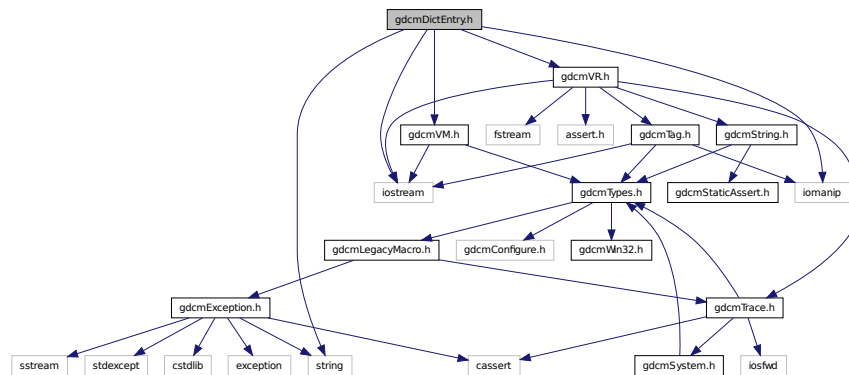 gdcmDictEntry.h
gdcmVR.h
gdcmVM.h
fstream
assert.h
gdcmTag.h
gdcmString.h
iostream
gdcmTypes.h
gdcmStaticAssert.h
iomanip
gdcmLegacyMacro.h
gdcmConfigure.h
gdcmWin32.h
gdcmException.h
gdcmTrace.h
sstream
stdexcept
cstdlib
exception
string
cassert
gdcmSystem.h
iosfwd